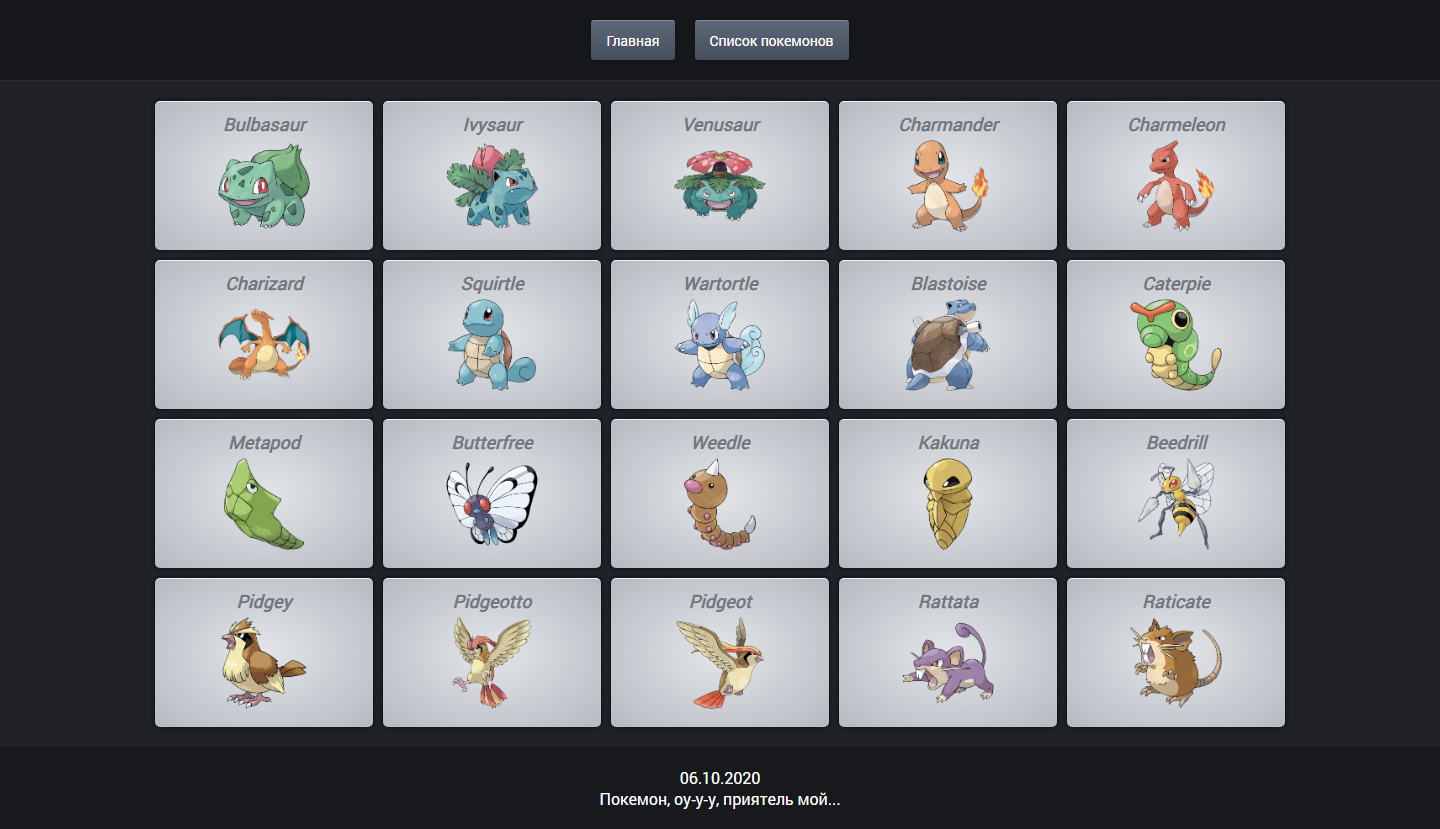 Главная Список покемонов
Bulbasaur Ivysaur Venusaur Charmander Charmeleon
Charizard Squirtle Wartortle Blastoise Caterpie
Metapod Butterfree Weedle Kakuna Beedrill
Pidgey Pidgeotto Pidgeot Rattata Raticate
06.10.2020
Покемон, оу-у-у, приятель мой...